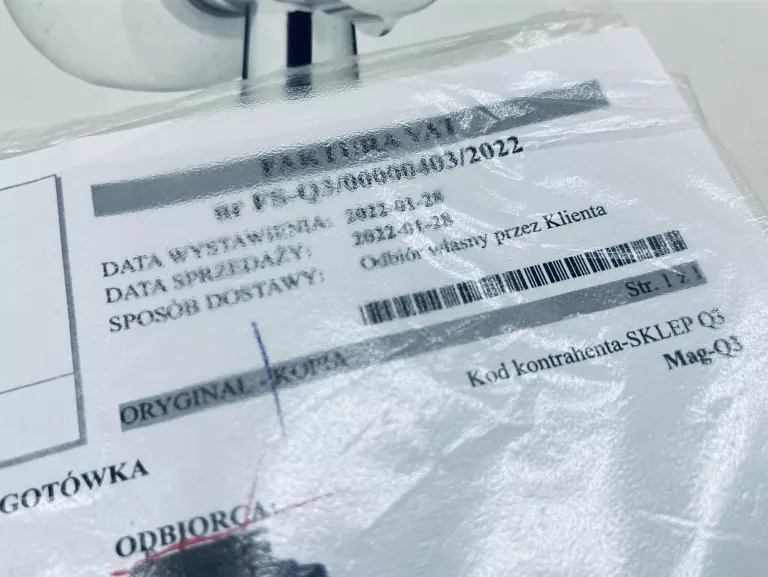 FAKTURA VAT
nr FS-Q3/00000403/2022
DATA WYSTAWIENIA: 2022-01-28
DATA SPRZEDAŻY: 2022-01-28
SPOSÓB DOSTAWY: Odbiór własny przez Klienta
Str. 1 z 1
ORYGINAL - KOPIA
Kod kontrahenta-SKLEP Q3
Mag-Q3
GOTÓWKA
ODBIORCA: